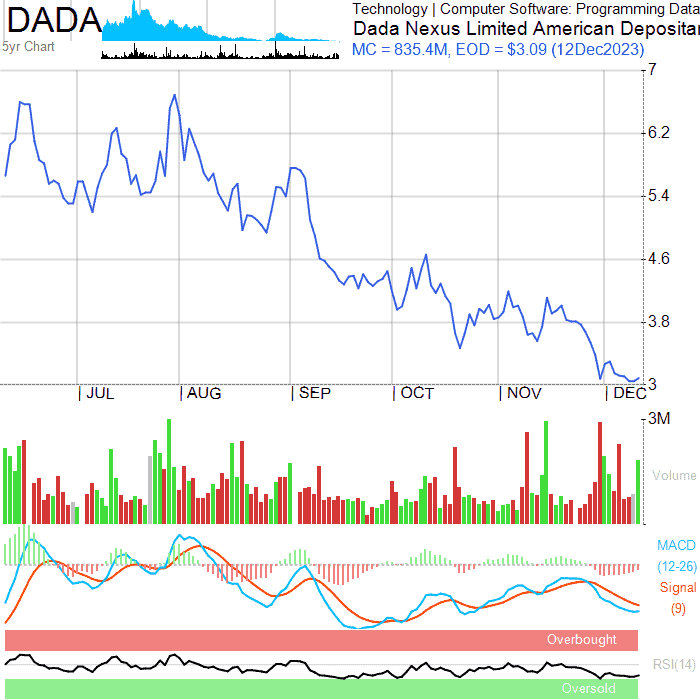 DADA
5yr Chart
Technology | Computer Software: Programming Data
Dada Nexus Limited American Depositar
MC = 835.4M, EOD = $3.09 (12Dec2023)
7
6.2
5.4
4.6
3.8
3
| JUL | AUG | SEP | OCT | NOV | DEC
3M
Volume
MACD
(12-26)
Signal
(9)
Overbought
RSI(14)
Oversold